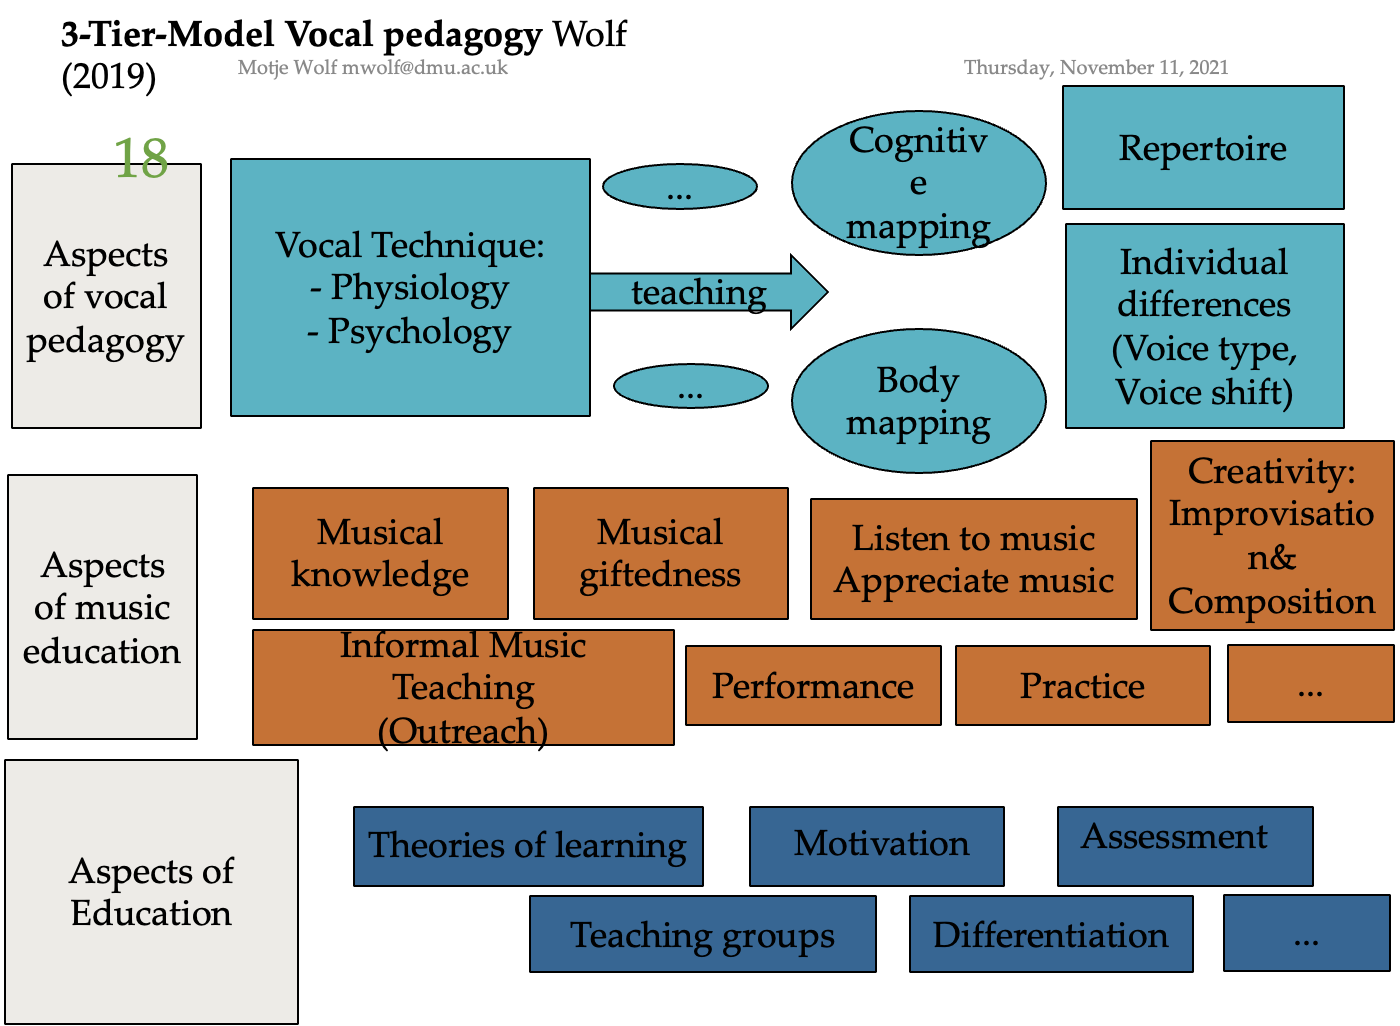 3-Tier-Model Vocal pedagogy Wolf
(2019)
Motje Wolf mwolf@dmu.ac.uk
Thursday, November 11, 2021
18
Aspects
of vocal
pedagogy
Vocal Technique:
- Physiology
- Psychology
...
teaching
...
Cognitiv
e
mapping
Body
mapping
Repertoire
Individual
differences
(Voice type,
Voice shift)
Aspects
of music
education
Musical
knowledge
Musical
giftedness
Listen to music
Appreciate music
Creativity:
Improvisatio
n&
Composition
Informal Music
Teaching
(Outreach)
Performance
Practice
...
Aspects of
Education
Theories of learning
Motivation
Assessment
Teaching groups
Differentiation
...